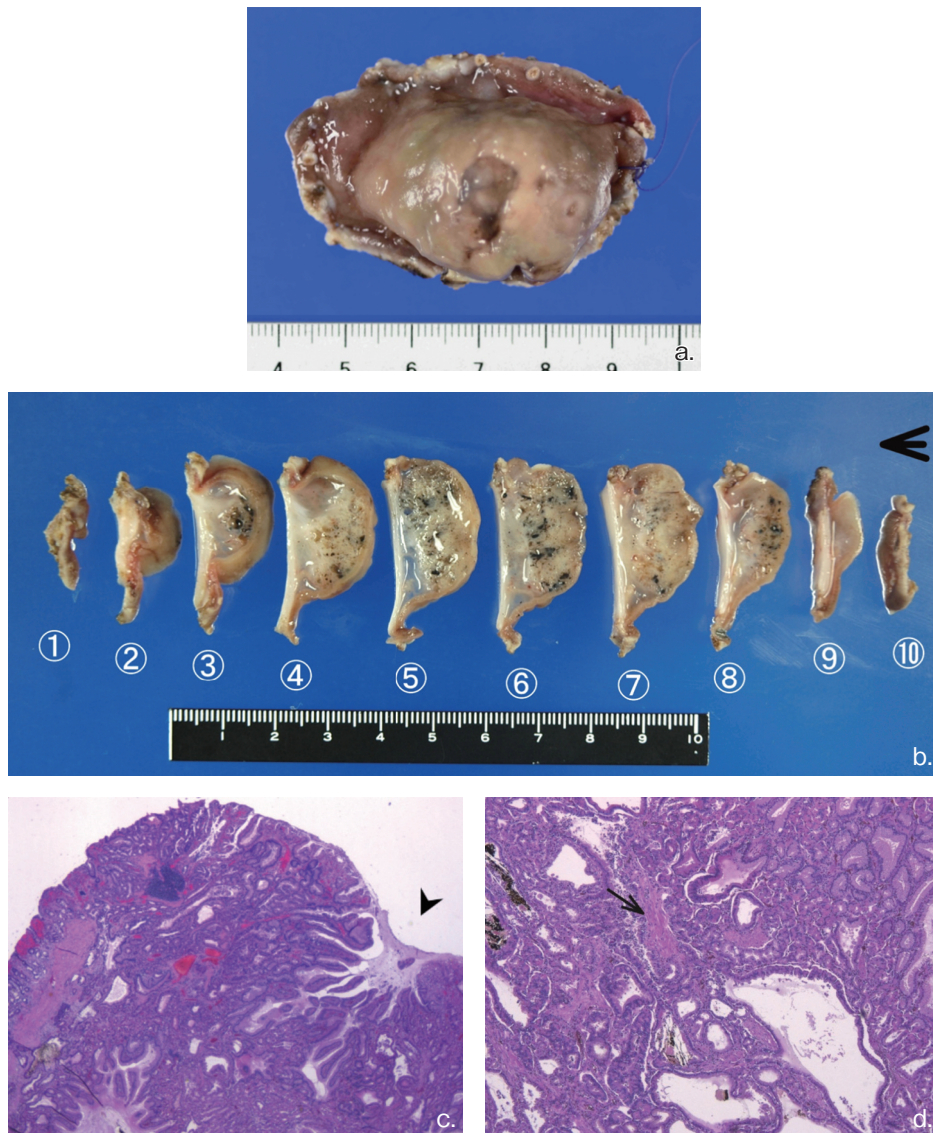 4 5 6 7 8 9 10
a.
① ② ③ ④ ⑤ ⑥ ⑦ ⑧ ⑨ ⑩
1 2 3 4 5 6 7 8 9 10
b.
c.
d.